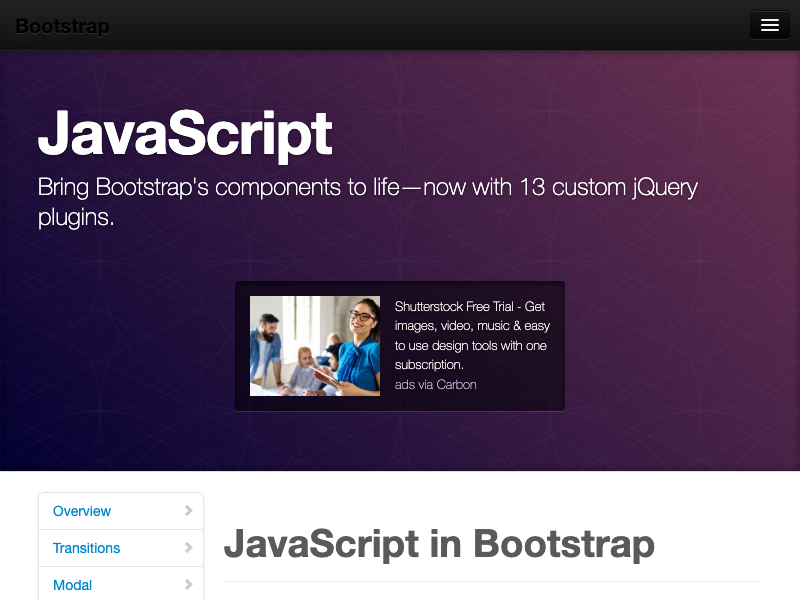 Bootstrap
JavaScript
Bring Bootstrap's components to life—now with 13 custom jQuery
plugins.
Shutterstock Free Trial - Get
images, video, music & easy
to use design tools with one
subscription.
ads via Carbon
Overview
Transitions
Modal
JavaScript in Bootstrap